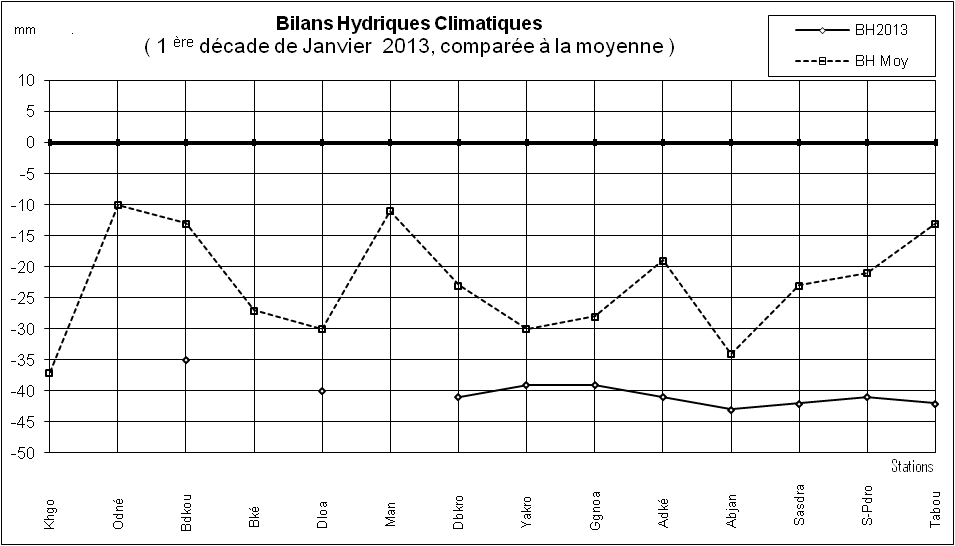 Bilans Hydriques Climatiques
mm .
( 1 ère décade de Janvier 2013, comparée à la moyenne )
BH2013
BH Moy
10
5
0
-5
-10
-15
-20
-25
-30
-35
-40
-45
-50
Stations
Khgo
Odné
Bdkou
Bké
Dloa
Man
Dbkro
Yakro
Ggnoa
Adké
Abjan
Sasdra
S-Pdro
Tabou